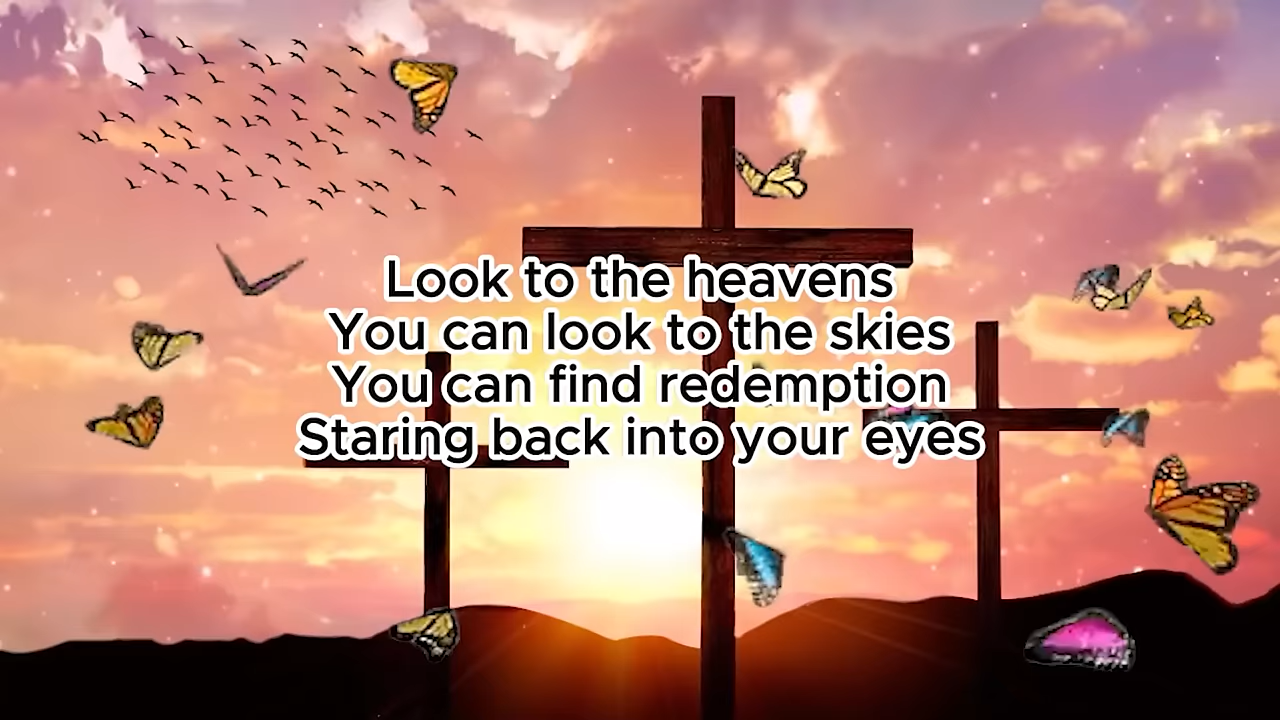 Look to the heavens
You can look to the skies
You can find redemption
Staring back into your eyes